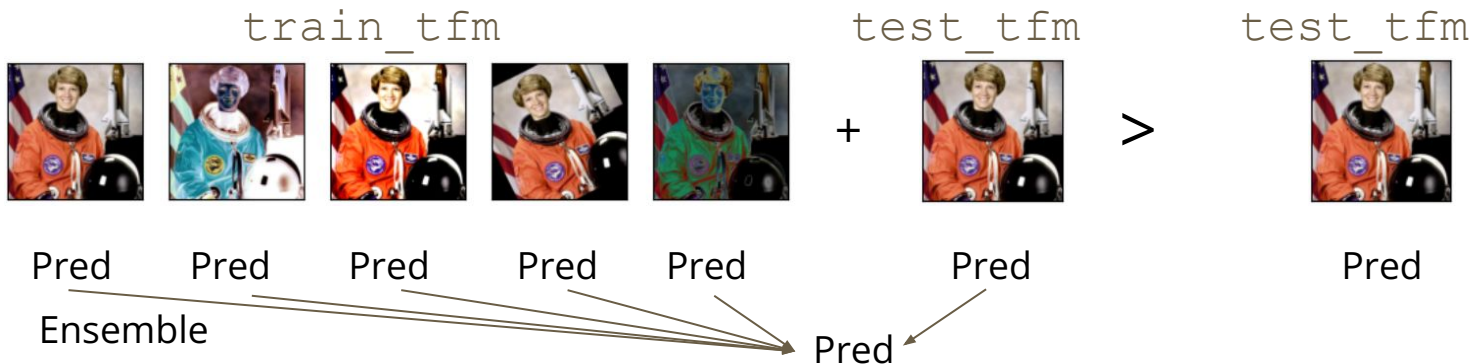 train_tfm test_tfm test_tfm
+ >
Pred Pred Pred Pred Pred Pred Pred
Ensemble
Pred